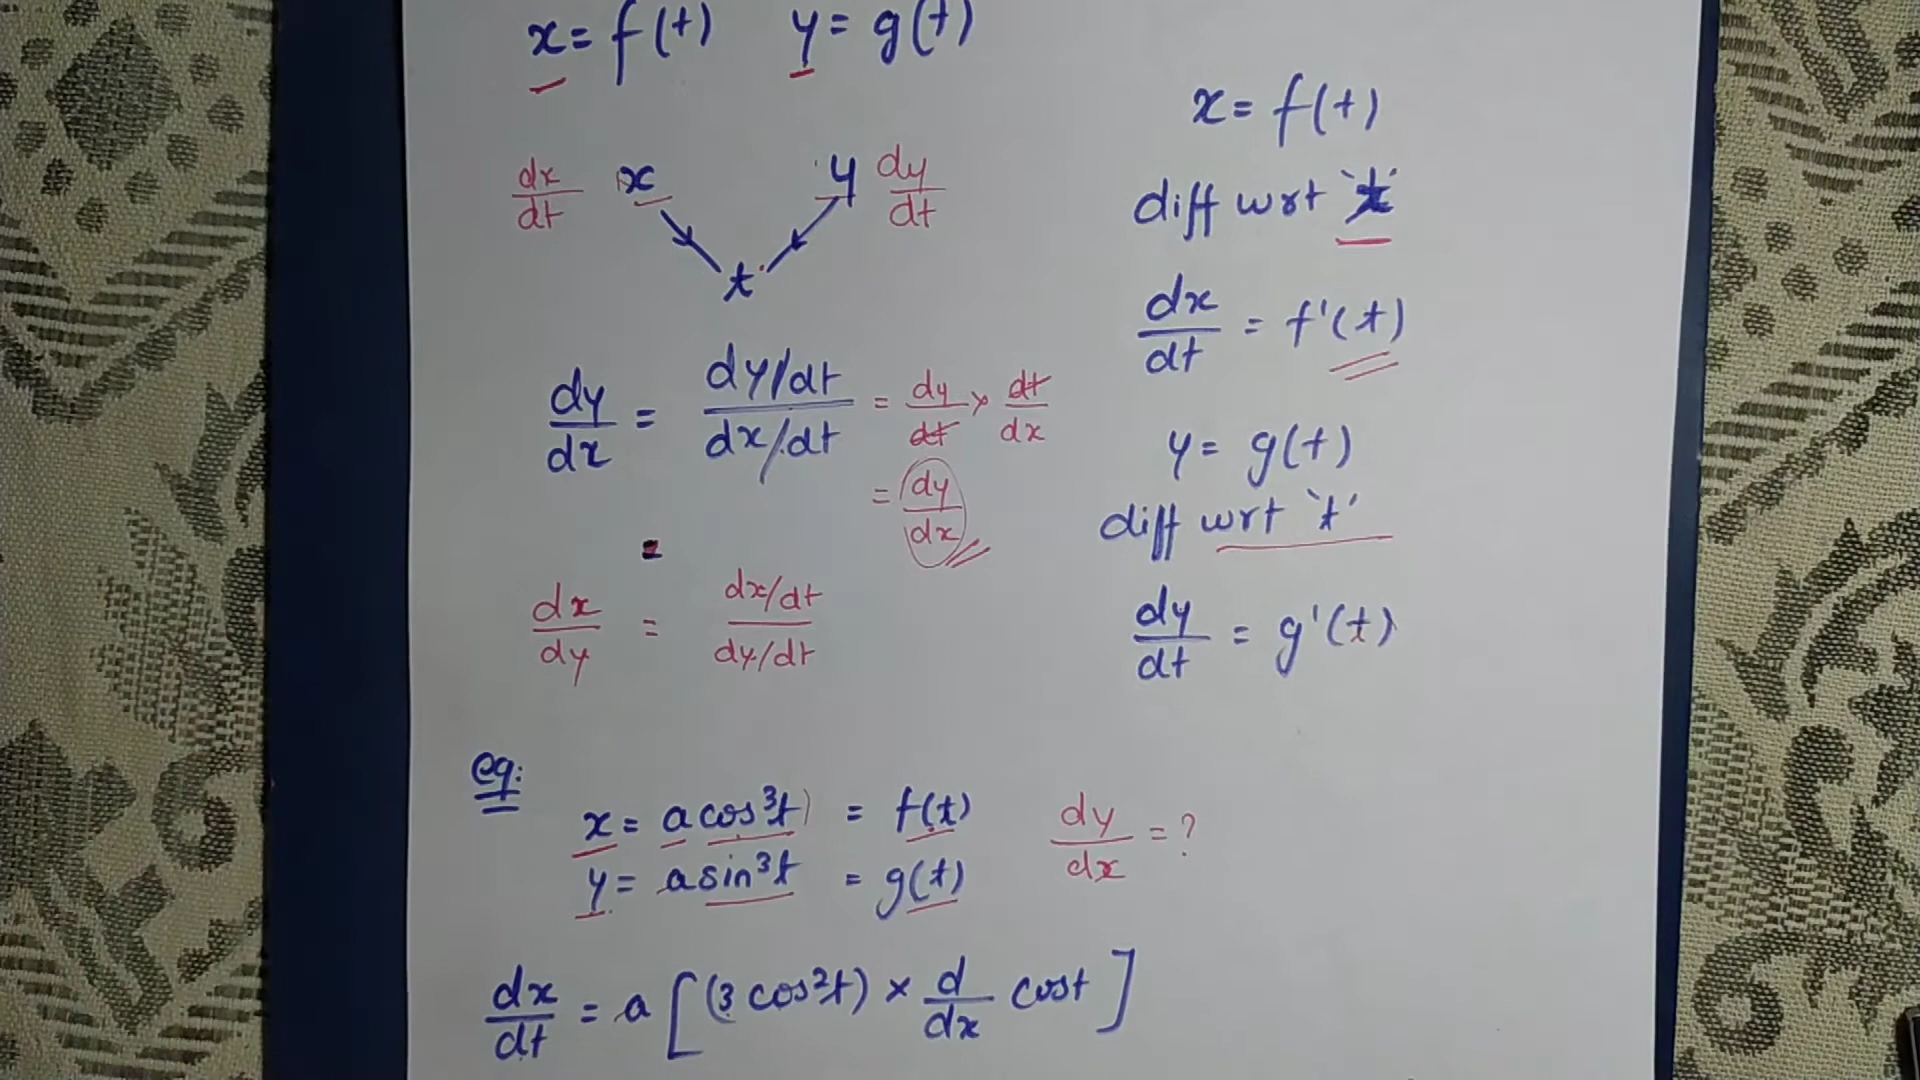 x = f(t) y = g(t)
dx/dt x y dy/dt
t
dy/dx = (dy/dt)/(dx/dt) = dy/dt × dt/dx
= dy/dx
dx/dy = (dx/dt)/(dy/dt)
x = f(t)
diff wrt 't'
dx/dt = f'(t)
y = g(t)
diff wrt 't'
dy/dt = g'(t)
eg:
x = a cos³t = f(t) dy/dx = ?
y = a sin³t = g(t)
dx/dt = a [(3 cos²t) × d/dx cost]